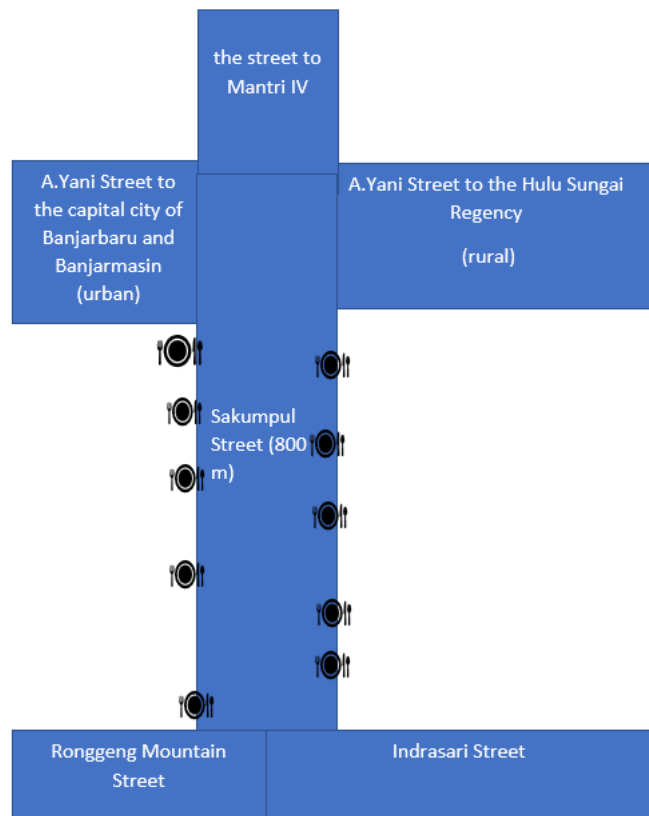 the street to
Mantri IV
A.Yani Street to
the capital city of
Banjarbaru and
Banjarmasin
(urban)
A.Yani Street to the Hulu Sungai
Regency
(rural)
Sakumpul
Street (800
m)
Ronggeng Mountain
Street
Indrasari Street